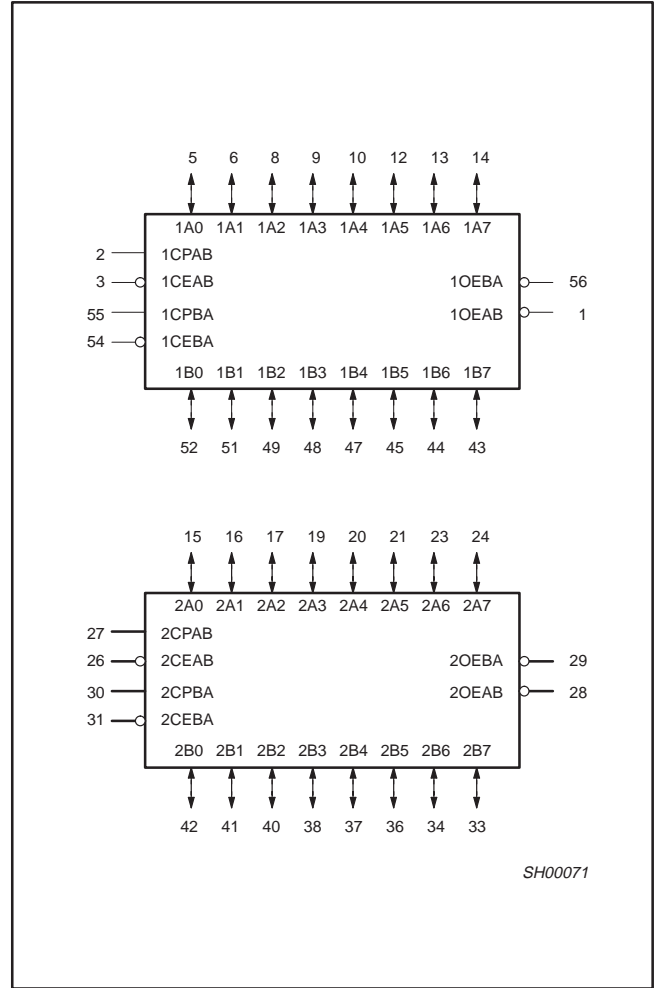 5 6 8 9 10 12 13 14
1A0 1A1 1A2 1A3 1A4 1A5 1A6 1A7
2 1CPAB
3 1CEAB 1OEBA 56
55 1CPBA 1OEAB 1
54 1CEBA
1B0 1B1 1B2 1B3 1B4 1B5 1B6 1B7
52 51 49 48 47 45 44 43
15 16 17 19 20 21 23 24
2A0 2A1 2A2 2A3 2A4 2A5 2A6 2A7
27 2CPAB
26 2CEAB 2OEBA 29
30 2CPBA 2OEAB 28
31 2CEBA
2B0 2B1 2B2 2B3 2B4 2B5 2B6 2B7
42 41 40 38 37 36 34 33
SH00071